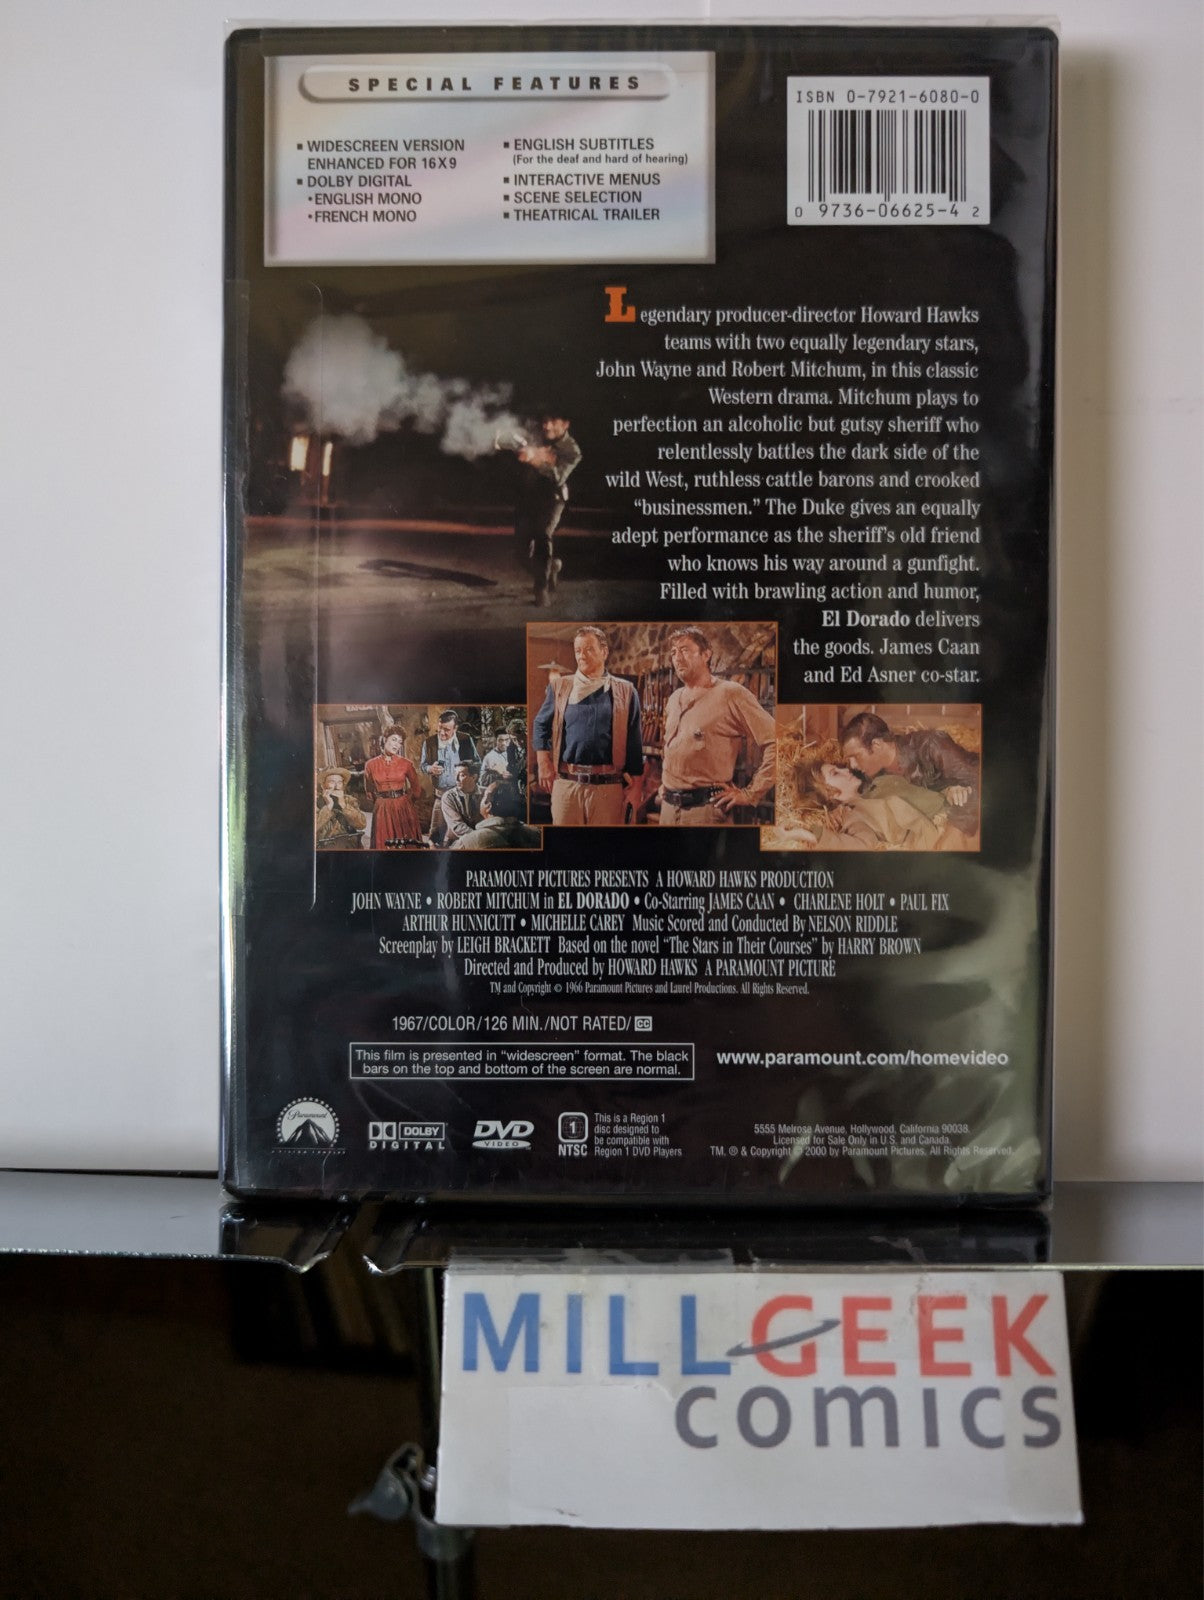 SPECIAL FEATURES
▪ WIDESCREEN VERSION
ENHANCED FOR 16X9
▪ DOLBY DIGITAL
•ENGLISH MONO
•FRENCH MONO
▪ ENGLISH SUBTITLES
(For the deaf and hard of hearing)
▪ INTERACTIVE MENUS
▪ SCENE SELECTION
▪ THEATRICAL TRAILER
ISBN 0-7921-6080-0
0 9736-06625-4 2
Legendary producer-director Howard Hawks
teams with two equally legendary stars,
John Wayne and Robert Mitchum, in this classic
Western drama. Mitchum plays to
perfection an alcoholic but gutsy sheriff who
relentlessly battles the dark side of the
wild West, ruthless cattle barons and crooked
“businessmen.” The Duke gives an equally
adept performance as the sheriff's old friend
who knows his way around a gunfight.
Filled with brawling action and humor,
El Dorado delivers
the goods. James Caan
and Ed Asner co-star.
PARAMOUNT PICTURES PRESENTS A HOWARD HAWKS PRODUCTION
JOHN WAYNE • ROBERT MITCHUM in EL DORADO • Co-Starring JAMES CAAN • CHARLENE HOLT • PAUL FIX
ARTHUR HUNNICUTT • MICHELLE CAREY Music Scored and Conducted By NELSON RIDDLE
Screenplay by LEIGH BRACKETT Based on the novel “The Stars in Their Courses” by HARRY BROWN
Directed and Produced by HOWARD HAWKS A PARAMOUNT PICTURE
TM and Copyright © 1966 Paramount Pictures and Laurel Productions. All Rights Reserved.
1967/COLOR/126 MIN./NOT RATED/ CC
This film is presented in “widescreen” format. The black
bars on the top and bottom of the screen are normal.
www.paramount.com/homevideo
Paramount
DOLBY
DIGITAL
DVD
VIDEO
1
NTSC
This is a Region 1
disc designed to
be compatible with
Region 1 DVD Players
5555 Melrose Avenue, Hollywood, California 90038.
Licensed for Sale Only in U.S. and Canada.
TM, ® & Copyright © 2000 by Paramount Pictures. All Rights Reserved.
MILLGEEK
COMICS